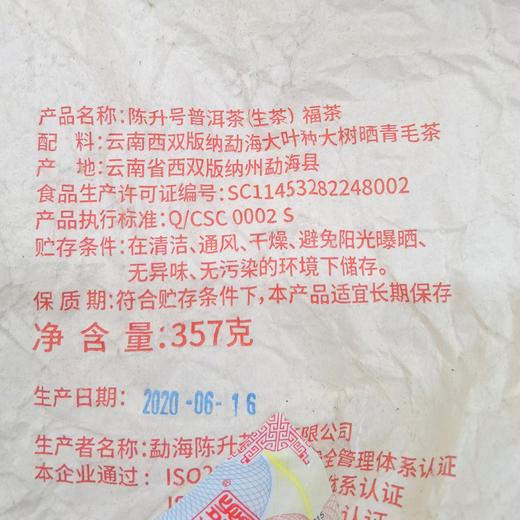 产品名称:陈升号普洱茶(生茶) 福茶
配 料:云南西双版纳勐海大叶种大树晒青毛茶
产 地:云南省西双版纳州勐海县
食品生产许可证编号:SC11453282248002
产品执行标准:Q/CSC 0002 S
贮存条件:在清洁、通风、干燥、避免阳光曝晒、
无异味、无污染的环境下储存。
保 质 期:符合贮存条件下,本产品适宜长期保存
净 含 量:357克
生产日期: 2020-06-16
生产者名称:勐海陈升茶 有限公司
本企业通过: ISO 全管理体系认证
IS 体系认证